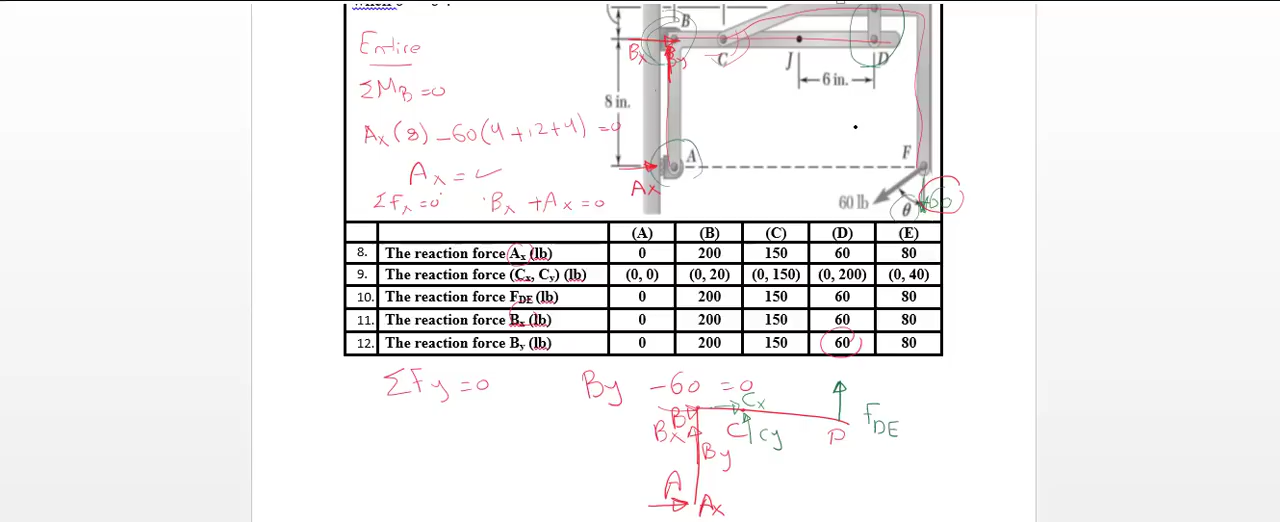 Entire
ΣM_B =0
A_x(8) -60(4+12+4) =0
A_x = ✓
ΣF_x=0 B_x +A_x =0
B
B_x
B_y
C
J
D
6 in.
8 in.
A
A_x
F
60 lb
θ
60
(A) (B) (C) (D) (E)
8. The reaction force A_x (lb) 0 200 150 60 80
9. The reaction force (C_x, C_y) (lb) (0, 0) (0, 20) (0, 150) (0, 200) (0, 40)
10. The reaction force F_DE (lb) 0 200 150 60 80
11. The reaction force B_x (lb) 0 200 150 60 80
12. The reaction force B_y (lb) 0 200 150 60 80
ΣF_y =0 B_y -60 =0
B C_x
B_x C C_y D F_DE
B_y
A
A_x